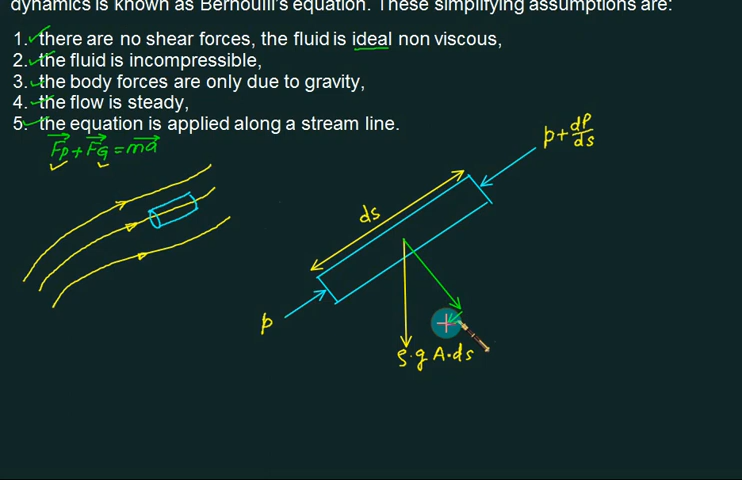 dynamics is known as Bernoulli's equation. These simplifying assumptions are:
1. there are no shear forces, the fluid is ideal non viscous,
2. the fluid is incompressible,
3. the body forces are only due to gravity,
4. the flow is steady,
5. the equation is applied along a stream line.
Fp + FG = ma
p + dP/ds
ds
p
ρ.g A.ds